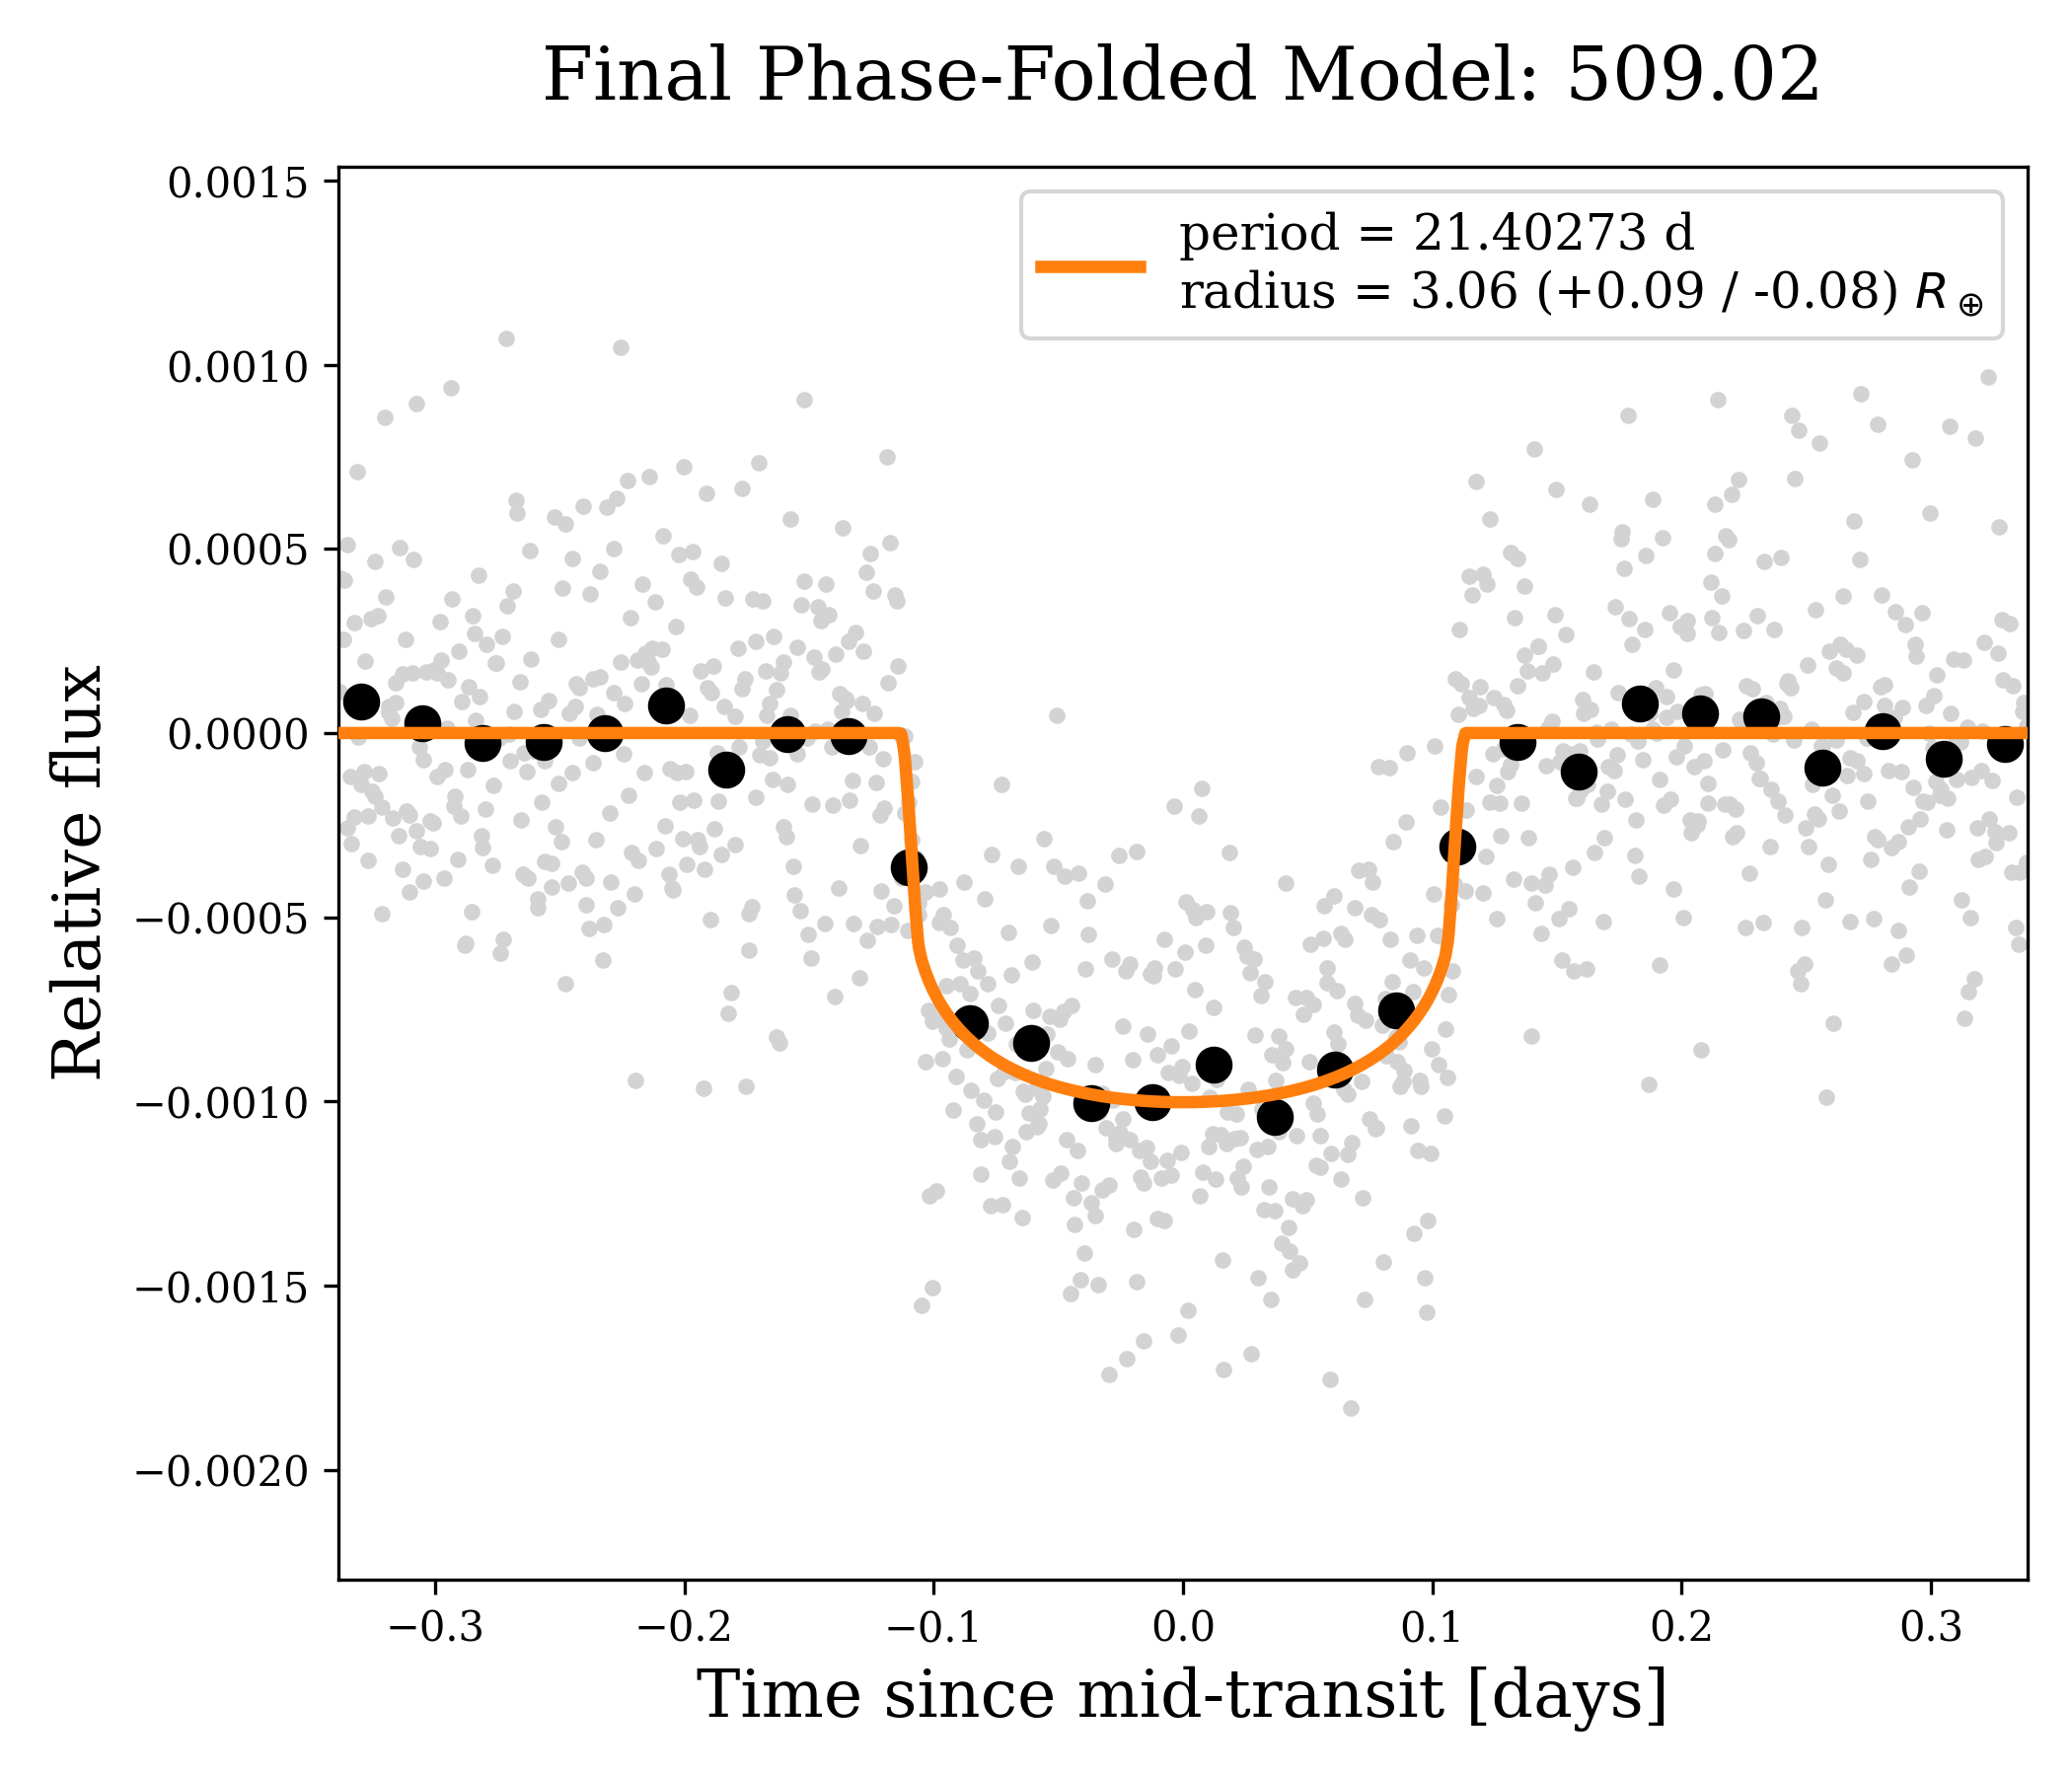 Final Phase-Folded Model: 509.02
period = 21.40273 d
radius = 3.06 (+0.09 / -0.08) R⊕
0.0015
0.0010
0.0005
0.0000
−0.0005
−0.0010
−0.0015
−0.0020
Relative flux
−0.3 −0.2 −0.1 0.0 0.1 0.2 0.3
Time since mid-transit [days]